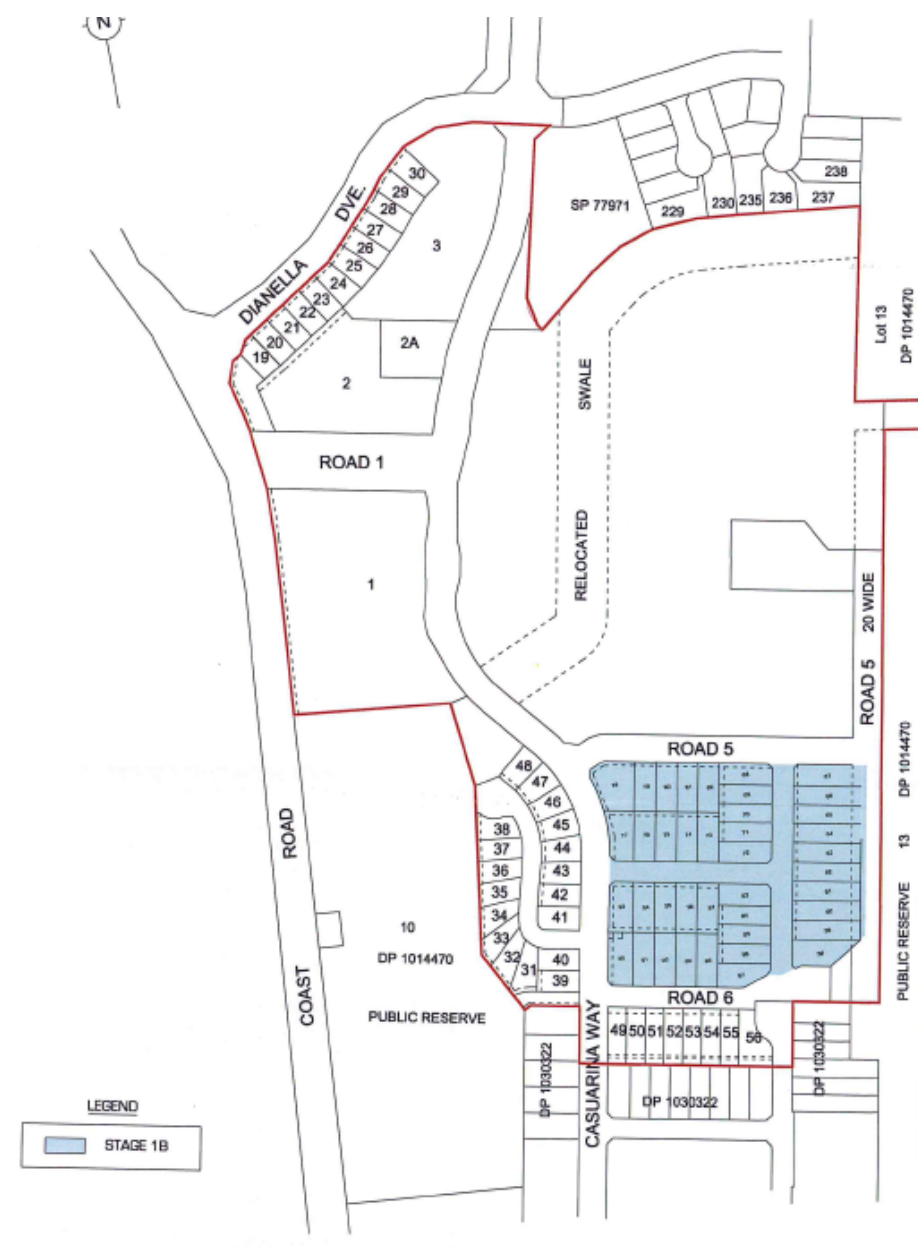 N
30
29
28
27
26
25
24
23
22
21
20
19
DIANELLA DVE.
3
2A
2
SP 77971
229
230
235
236
237
238
Lot 13
DP 1014470
ROAD 1
RELOCATED SWALE
1
ROAD 5 20 WIDE
ROAD 5
48
47
46
45
44
43
42
41
40
39
38
37
36
35
34
33
32
31
10
DP 1014470
PUBLIC RESERVE
COAST ROAD
PUBLIC RESERVE 13 DP 1014470
ROAD 6
49 50 51 52 53 54 55 56
CASUARINA WAY
DP 1030322
DP 1030322
DP 1030322
LEGEND
STAGE 1B